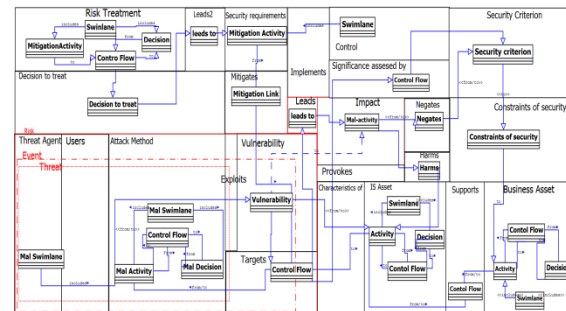 Risk Treatment
Leads2
Security requirements
Security Criterion
Swimlane
Decision
MitigationActivity
Contro Flow
leads to
Mitigation Activity
Swimlane
Control
Security criterion
Significance assesed by
Control Flow
Decision to treat
Decision to treat
Mitigates
Mitigation Link
Implements
Leads
leads to
Impact
Mal-activity
Negates
Negates
Constraints of security
Constraints of security
Risk
Threat Agent
Users
Attack Method
Vulnerability
Event
Threat
Exploits
Provokes
Harms
Harms
Characteristics of
IS Asset
Supports
Business Asset
Mal Swimlane
Control Flow
Mal Activity
Mal Decision
Mal Swimlane
Vulnerability
Targets
Control Flow
Swimland
Activity
Decision
Contol Flow
Contol Flow
Contol Flow
Activity
Decision
Swimlane